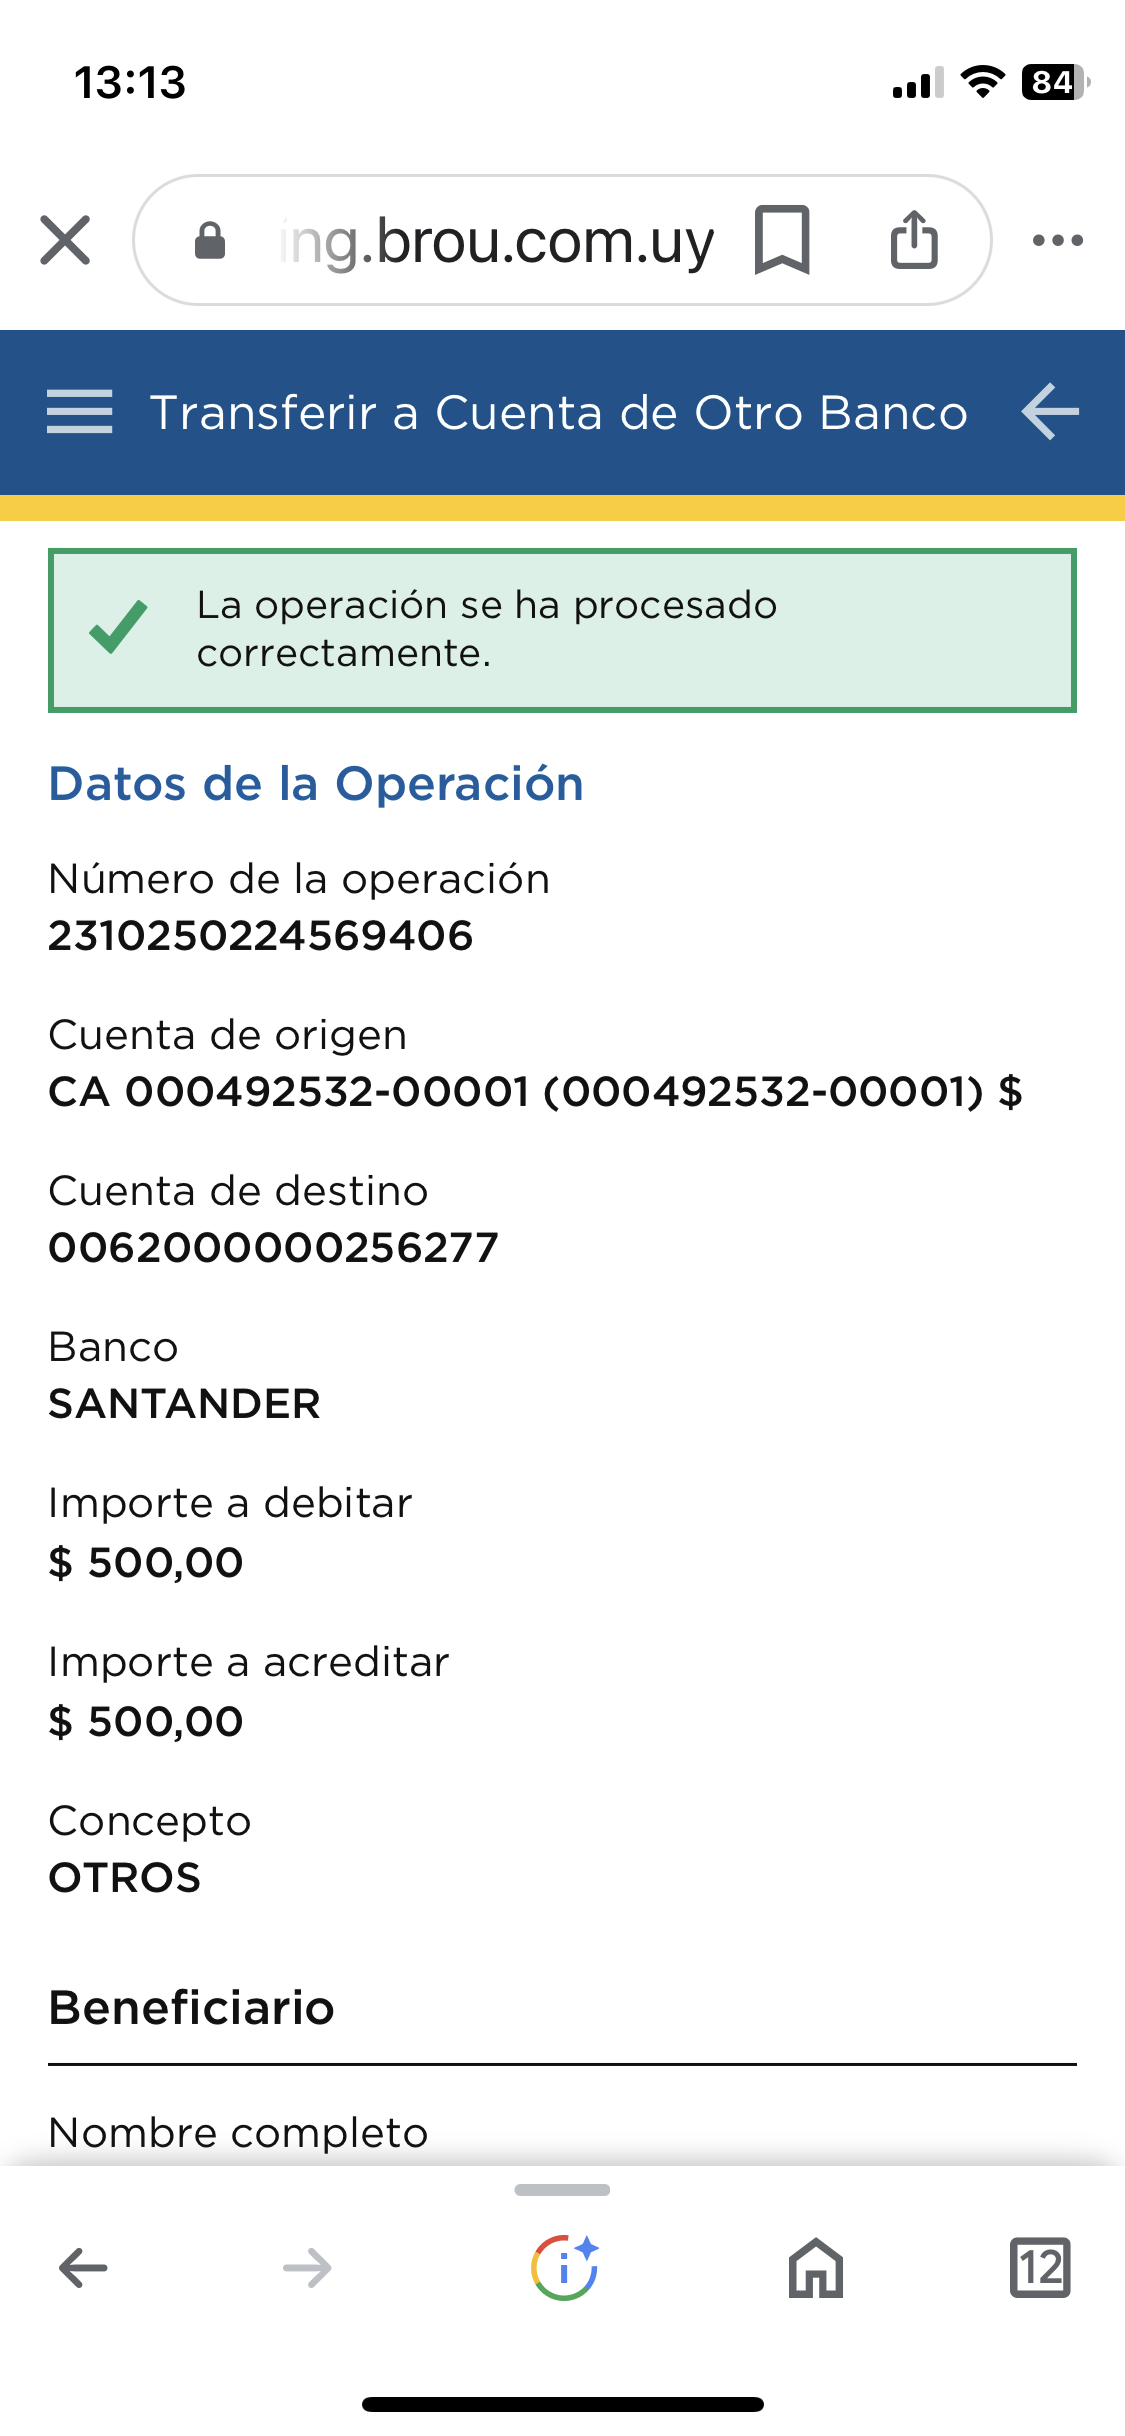 13:13
84
ing.brou.com.uy
Transferir a Cuenta de Otro Banco
La operación se ha procesado
correctamente.
Datos de la Operación
Número de la operación
2310250224569406
Cuenta de origen
CA 000492532-00001 (000492532-00001) $
Cuenta de destino
0062000000256277
Banco
SANTANDER
Importe a debitar
$ 500,00
Importe a acreditar
$ 500,00
Concepto
OTROS
Beneficiario
Nombre completo
i
12